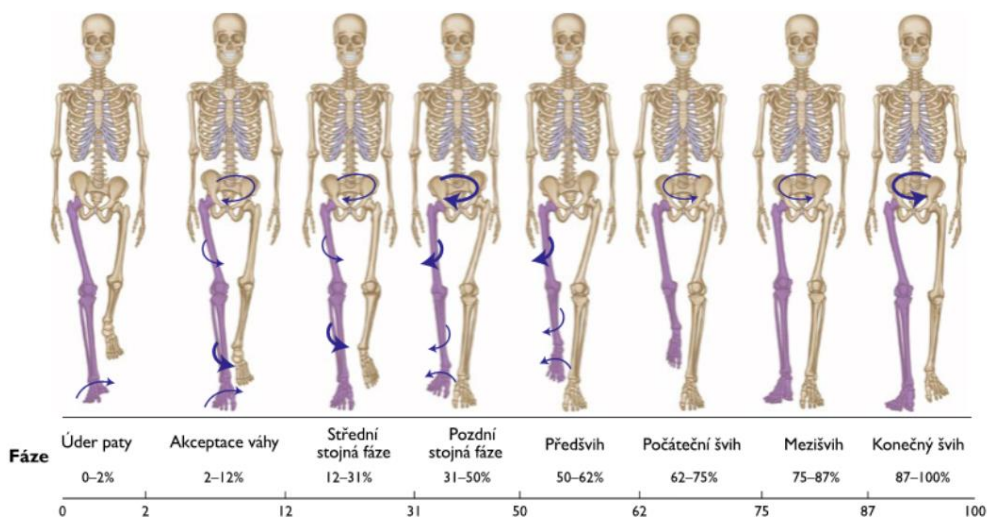 Fáze
Úder paty
0–2%
Akceptace váhy
2–12%
Střední
stojná fáze
12–31%
Pozdní
stojná fáze
31–50%
Předšvih
50–62%
Počáteční švih
62–75%
Mezišvih
75–87%
Konečný švih
87–100%
0 2 12 31 50 62 75 87 100